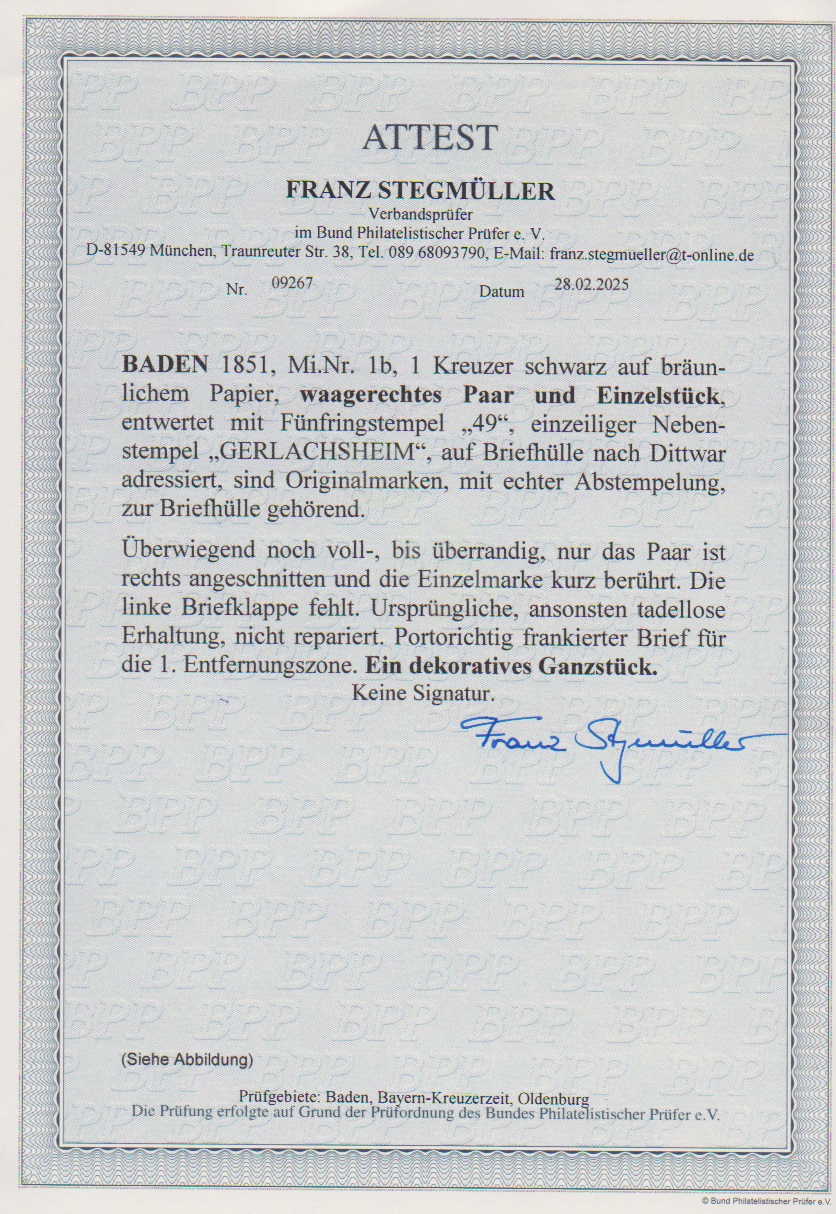 ATTEST
FRANZ STEGMÜLLER
Verbandsprüfer
im Bund Philatelistischer Prüfer e. V.
D-81549 München, Traunreuter Str. 38, Tel. 089 68093790, E-Mail: franz.stegmueller@t-online.de
Nr. 09267 Datum 28.02.2025
BADEN 1851, Mi.Nr. 1b, 1 Kreuzer schwarz auf bräun-
lichem Papier, waagerechtes Paar und Einzelstück,
entwertet mit Fünfringstempel „49“, einzeiliger Neben-
stempel „GERLACHSHEIM“, auf Briefhülle nach Dittwar
adressiert, sind Originalmarken, mit echter Abstempelung,
zur Briefhülle gehörend.
Überwiegend noch voll-, bis überrandig, nur das Paar ist
rechts angeschnitten und die Einzelmarke kurz berührt. Die
linke Briefklappe fehlt. Ursprüngliche, ansonsten tadellose
Erhaltung, nicht repariert. Portorichtig frankierter Brief für
die 1. Entfernungszone. Ein dekoratives Ganzstück.
Keine Signatur.
Franz Stegmüller
(Siehe Abbildung)
Prüfgebiete: Baden, Bayern-Kreuzerzeit, Oldenburg
Die Prüfung erfolgte auf Grund der Prüfordnung des Bundes Philatelistischer Prüfer e.V.
© Bund Philatelistischer Prüfer e.V.